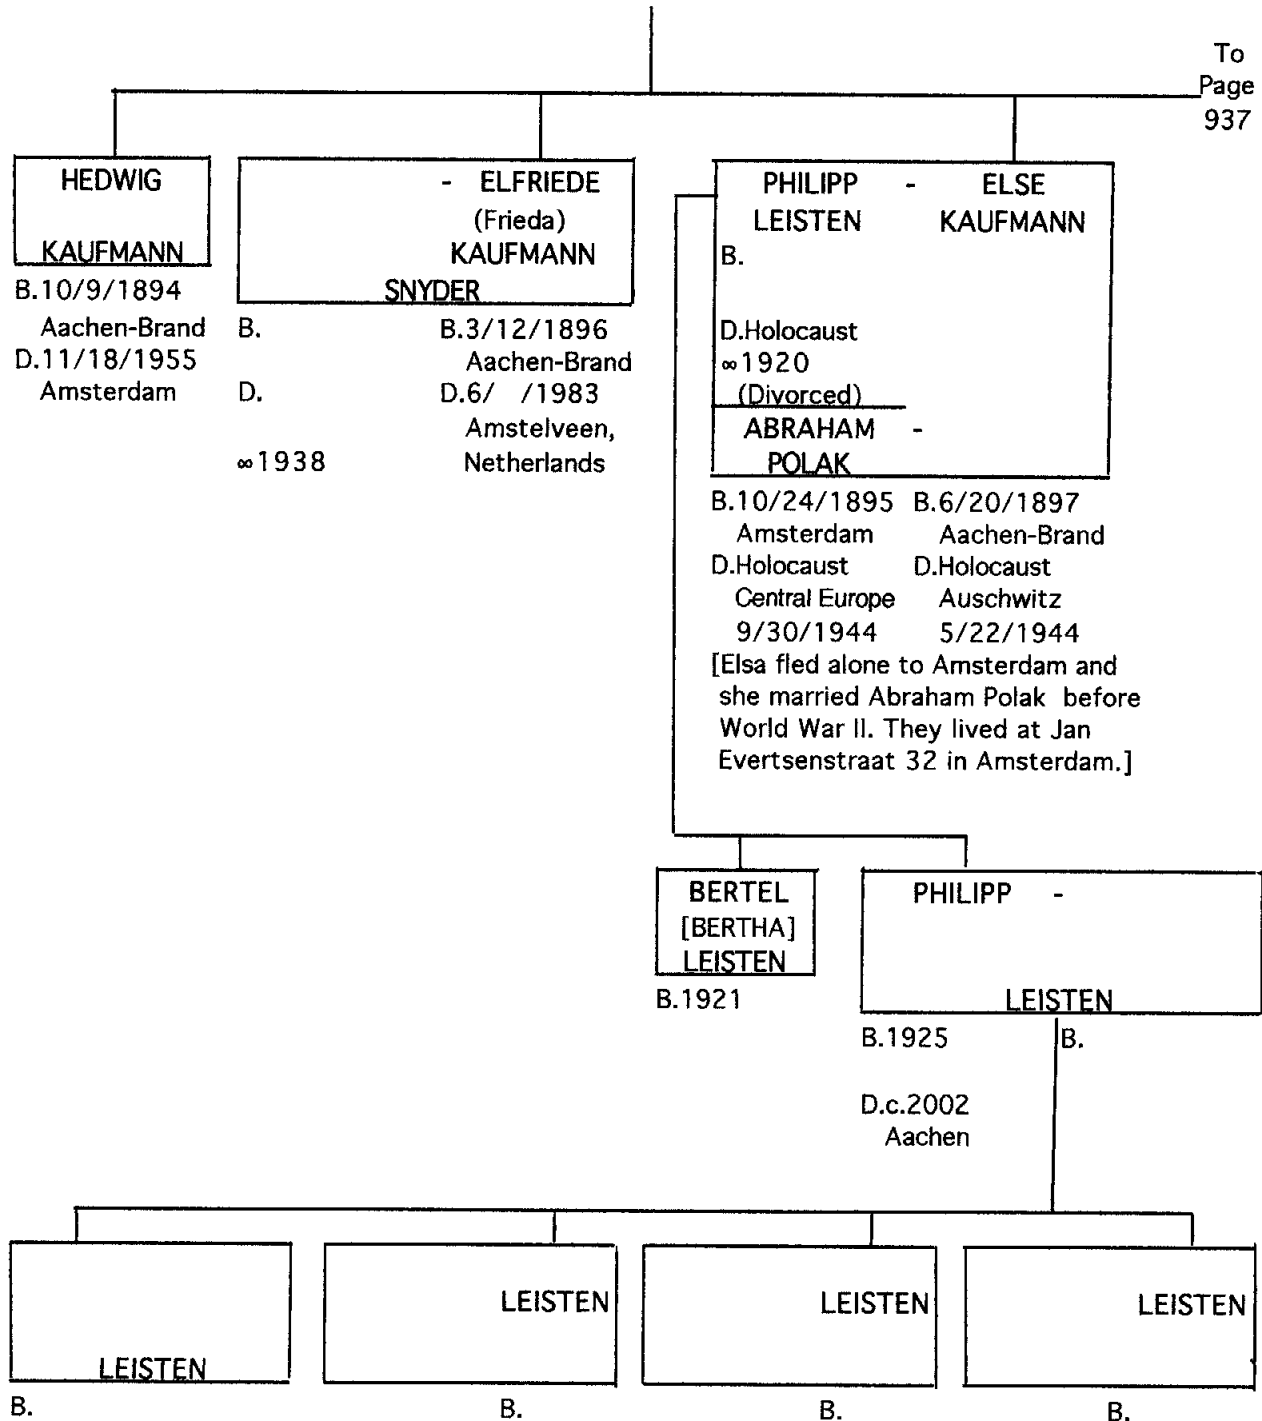 To
Page
937
HEDWIG
KAUFMANN
B.10/9/1894
Aachen-Brand
D.11/18/1955
Amsterdam
- ELFRIEDE
(Frieda)
KAUFMANN
SNYDER
B.
D.
∞1938
B.3/12/1896
Aachen-Brand
D.6/ /1983
Amstelveen,
Netherlands
PHILIPP - ELSE
LEISTEN KAUFMANN
B.
D.Holocaust
∞1920
(Divorced)
ABRAHAM -
POLAK
B.10/24/1895 B.6/20/1897
Amsterdam Aachen-Brand
D.Holocaust D.Holocaust
Central Europe Auschwitz
9/30/1944 5/22/1944
[Elsa fled alone to Amsterdam and
she married Abraham Polak before
World War II. They lived at Jan
Evertsenstraat 32 in Amsterdam.]
BERTEL
[BERTHA]
LEISTEN
B.1921
PHILIPP -
LEISTEN
B.1925 B.
D.c.2002
Aachen
LEISTEN
B.
LEISTEN
B.
LEISTEN
B.
LEISTEN
B.